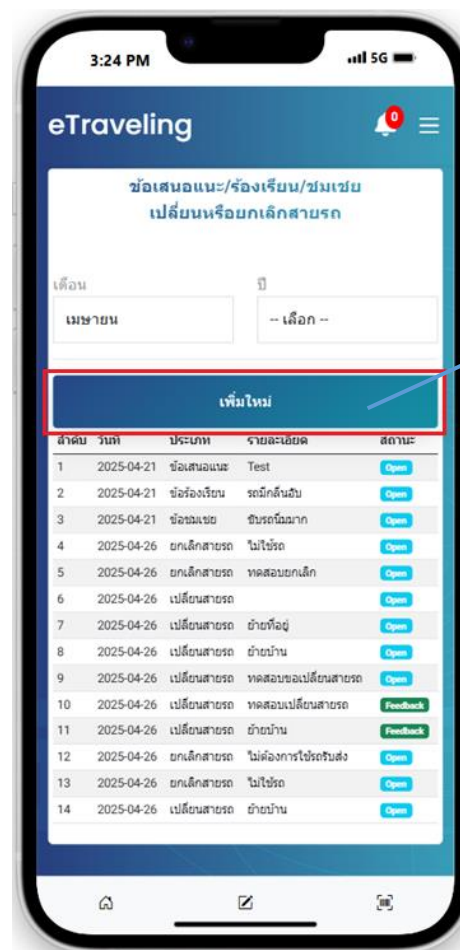 3:24 PM 5G
eTraveling 0
ข้อเสนอแนะ/ร้องเรียน/ชมเชย
เปลี่ยนหรือยกเลิกสายรถ
เดือน ปี
เมษายน -- เลือก --
เพิ่มใหม่
ลำดับ วันที่ ประเภท รายละเอียด สถานะ
1 2025-04-21 ข้อเสนอแนะ Test Open
2 2025-04-21 ข้อร้องเรียน รถมีกลิ่นอับ Open
3 2025-04-21 ข้อชมเชย ขับรถนิ่มมาก Open
4 2025-04-26 ยกเลิกสายรถ ไม่ใช้รถ Open
5 2025-04-26 ยกเลิกสายรถ ทดสอบยกเลิก Open
6 2025-04-26 เปลี่ยนสายรถ Open
7 2025-04-26 เปลี่ยนสายรถ ย้ายที่อยู่ Open
8 2025-04-26 เปลี่ยนสายรถ ย้ายบ้าน Open
9 2025-04-26 เปลี่ยนสายรถ ทดสอบขอเปลี่ยนสายรถ Open
10 2025-04-26 เปลี่ยนสายรถ ทดสอบเปลี่ยนสายรถ Feedback
11 2025-04-26 เปลี่ยนสายรถ ย้ายบ้าน Feedback
12 2025-04-26 ยกเลิกสายรถ ไม่ต้องการใช้รถรับส่ง Open
13 2025-04-26 ยกเลิกสายรถ ไม่ใช้รถ Open
14 2025-04-26 เปลี่ยนสายรถ ย้ายบ้าน Open